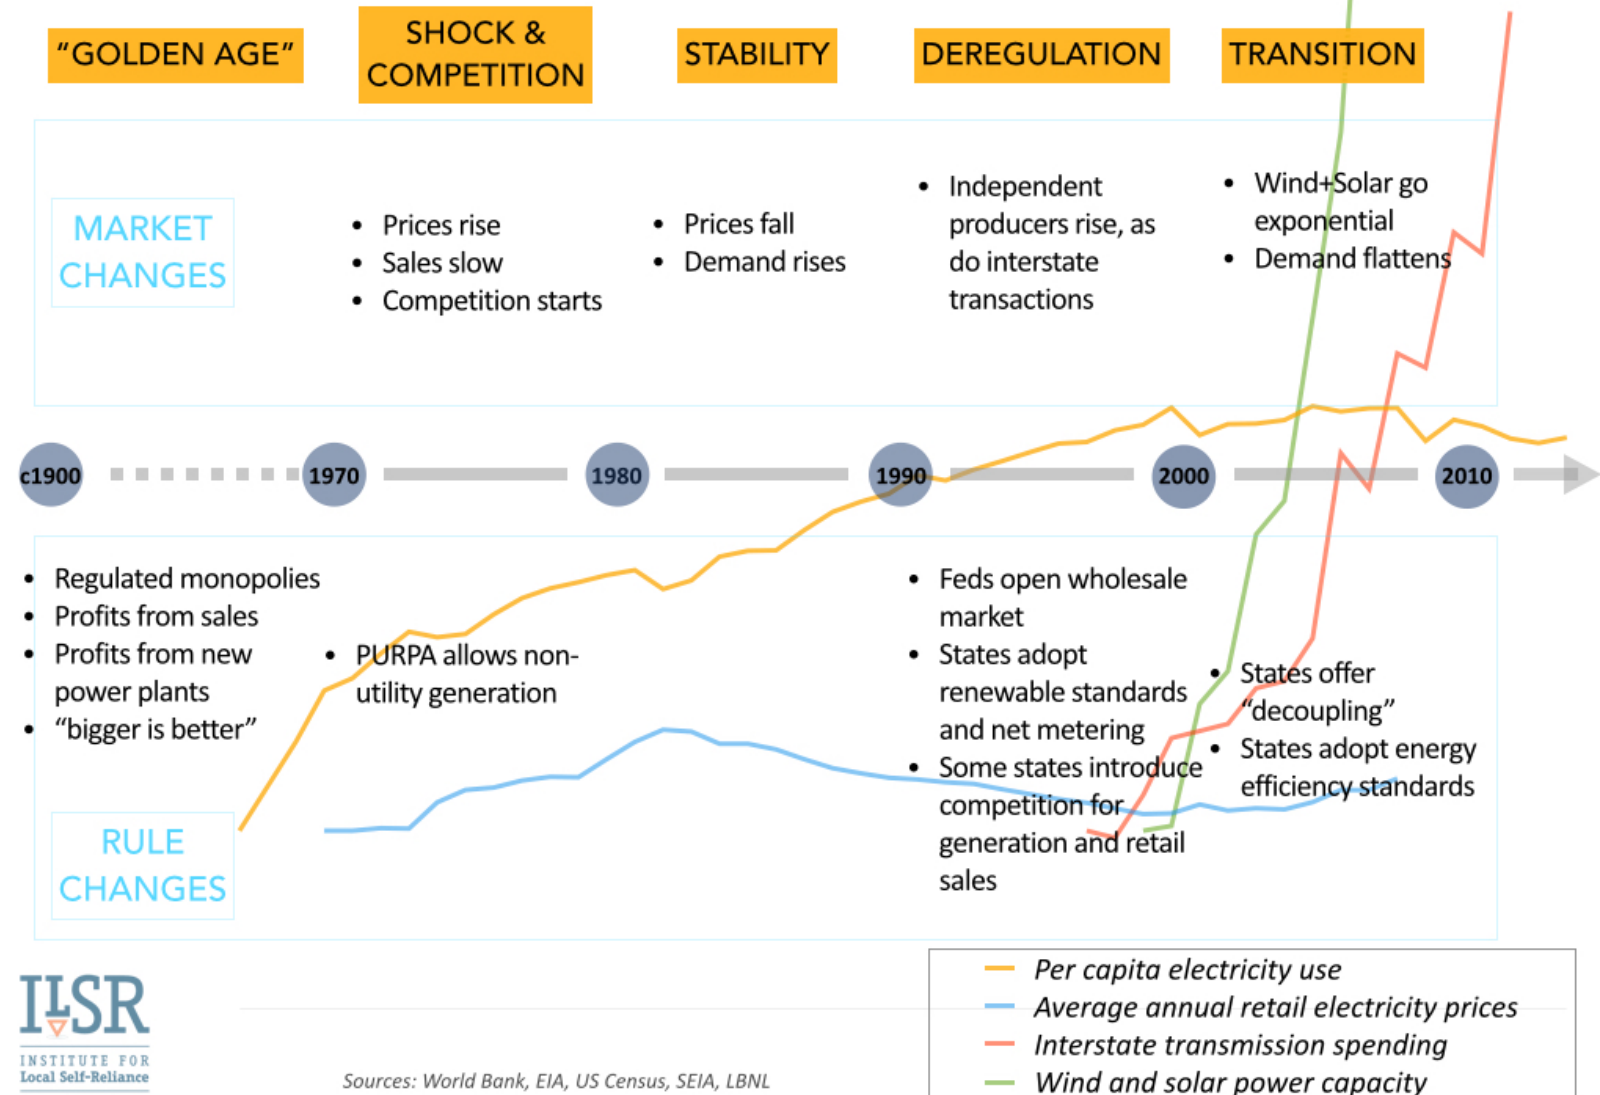 “GOLDEN AGE”
SHOCK &
COMPETITION
STABILITY
DEREGULATION
TRANSITION
MARKET
CHANGES
• Prices rise
• Sales slow
• Competition starts
• Prices fall
• Demand rises
• Independent
producers rise, as
do interstate
transactions
• Wind+Solar go
exponential
• Demand flattens
c1900
1970
1980
1990
2000
2010
• Regulated monopolies
• Profits from sales
• Profits from new
power plants
• “bigger is better”
• PURPA allows non-
utility generation
• Feds open wholesale
market
• States adopt
renewable standards
and net metering
• Some states introduce
competition for
generation and retail
sales
• States offer
“decoupling”
• States adopt energy
efficiency standards
RULE
CHANGES
ILSR
INSTITUTE FOR
Local Self-Reliance
Sources: World Bank, EIA, US Census, SEIA, LBNL
Per capita electricity use
Average annual retail electricity prices
Interstate transmission spending
Wind and solar power capacity